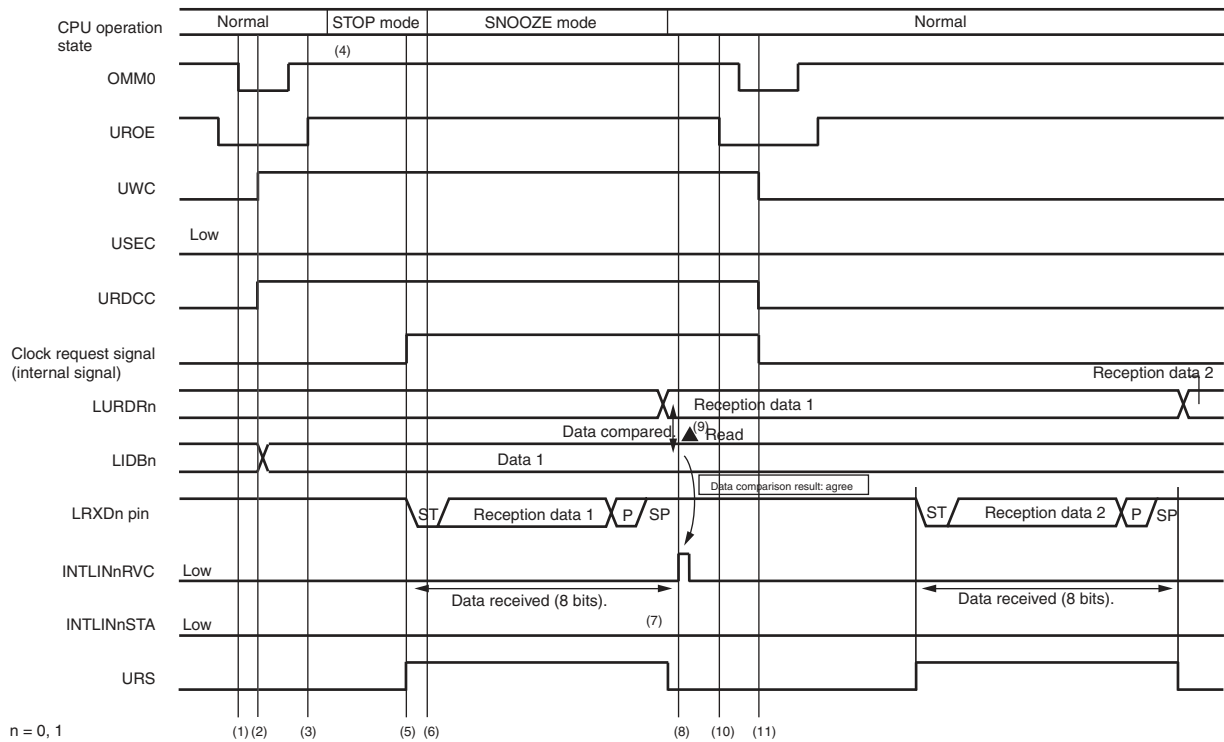 CPU operation
state
Normal
STOP mode
SNOOZE mode
Normal
(4)
OMM0
UROE
UWC
USEC
Low
URDCC
Clock request signal
(internal signal)
Reception data 2
LURDRn
Reception data 1
Data compared.
(9)
Read
LIDBn
Data 1
Data comparison result: agree
LRXDn pin
ST
Reception data 1
P
SP
ST
Reception data 2
P
SP
INTLINnRVC
Low
Data received (8 bits).
Data received (8 bits).
(7)
INTLINnSTA
Low
URS
n = 0, 1
(1) (2) (3) (5) (6) (8) (10) (11)